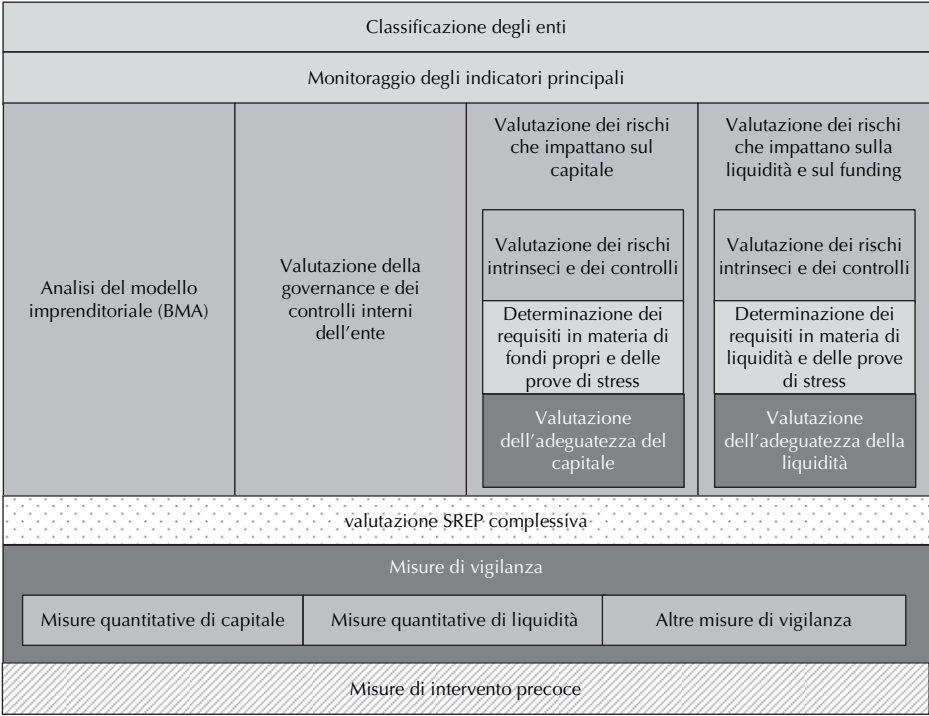 Classificazione degli enti
Monitoraggio degli indicatori principali
Analisi del modello
imprenditoriale (BMA)
Valutazione della
governance e dei
controlli interni
dell'ente
Valutazione dei rischi
che impattano sul
capitale
Valutazione dei rischi
intrinseci e dei controlli
Determinazione dei
requisiti in materia di
fondi propri e delle
prove di stress
Valutazione
dell'adeguatezza del
capitale
Valutazione dei rischi
che impattano sulla
liquidità e sul funding
Valutazione dei rischi
intrinseci e dei controlli
Determinazione dei
requisiti in materia di
liquidità e delle prove
di stress
Valutazione
dell'adeguatezza della
liquidità
valutazione SREP complessiva
Misure di vigilanza
Misure quantitative di capitale
Misure quantitative di liquidità
Altre misure di vigilanza
Misure di intervento precoce